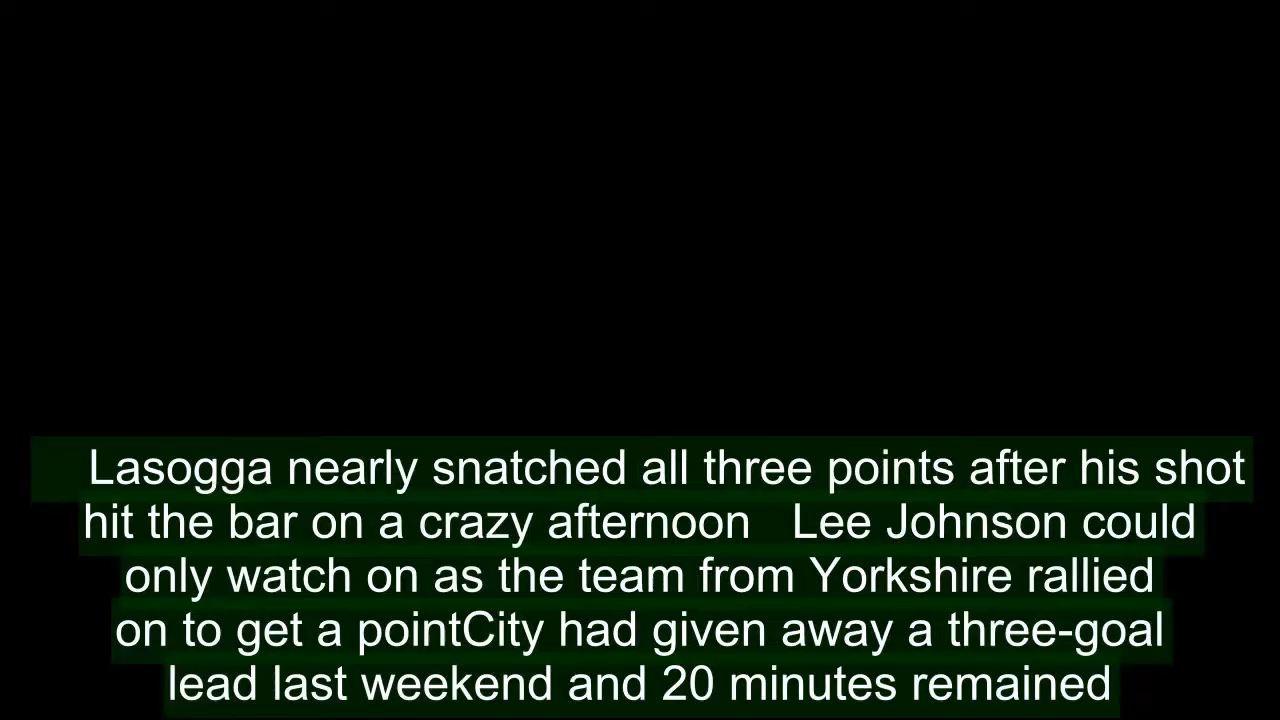 Lasogga nearly snatched all three points after his shot
hit the bar on a crazy afternoon   Lee Johnson could
only watch on as the team from Yorkshire rallied
on to get a pointCity had given away a three-goal
lead last weekend and 20 minutes remained